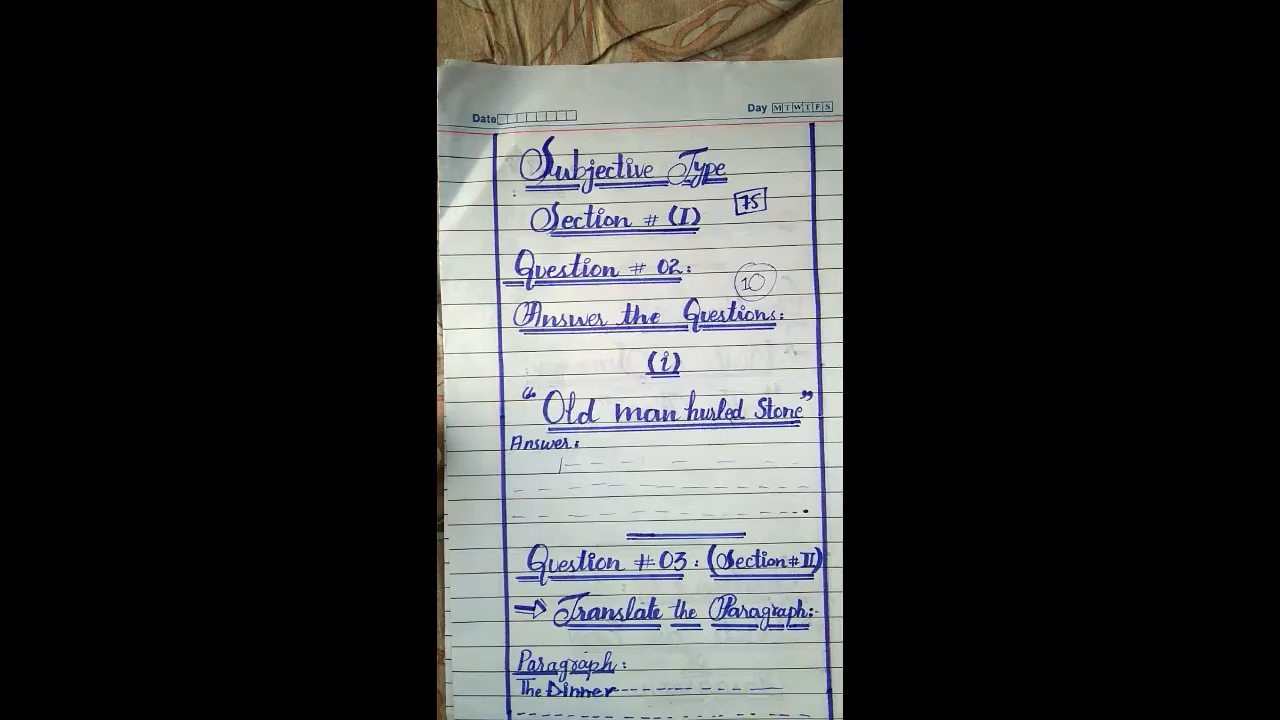 Date Day M T W T F S
Subjective Type
Section # (I) 75
Question # 02:
10
Answer the Questions:
(i)
“Old man hurled Stone”
Answer:
Question # 03: (Section # II)
⇒ Translate the Paragraph:-
Paragraph:
The Dinner